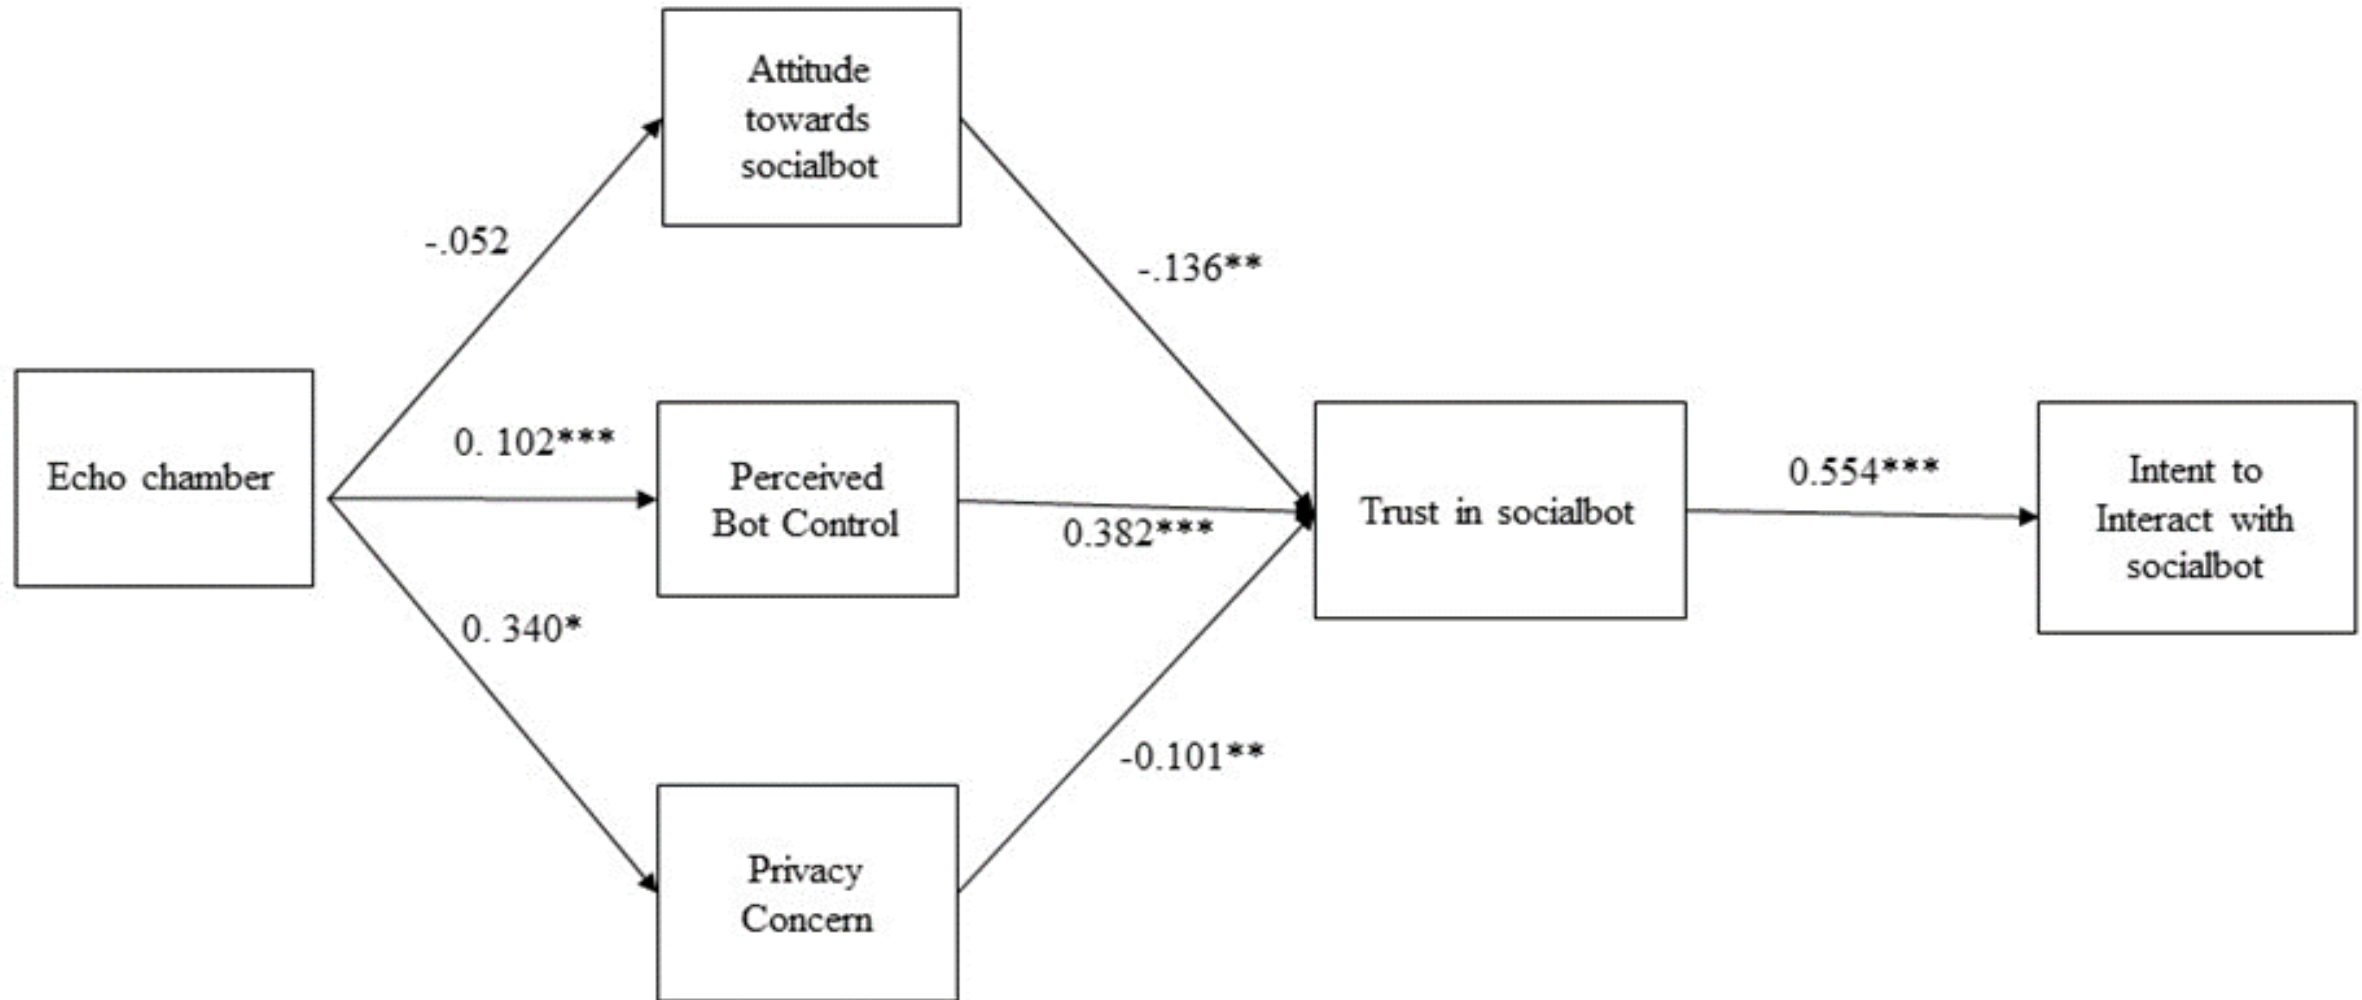 Attitude
towards
socialbot
-.052
-.136**
Echo chamber
0. 102***
Perceived
Bot Control
0.382***
Trust in socialbot
0.554***
Intent to
Interact with
socialbot
0. 340*
-0.101**
Privacy
Concern